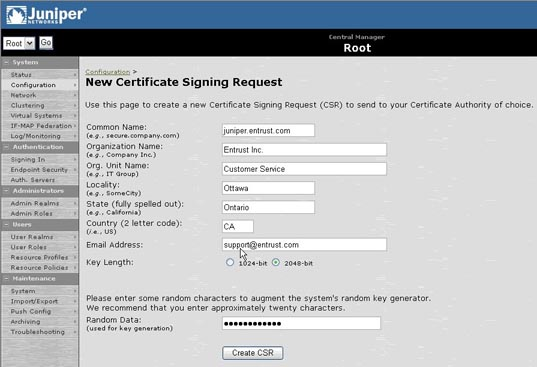 Juniper®
NETWORKS
Root Go
Central Manager
Root
System
Status
Configuration
Network
Clustering
Virtual Systems
IF-MAP Federation
Log/Monitoring
Authentication
Signing In
Endpoint Security
Auth. Servers
Administrators
Admin Realms
Admin Roles
Users
User Realms
User Roles
Resource Profiles
Resource Policies
Maintenance
System
Import/Export
Push Config
Archiving
Troubleshooting
Configuration >
New Certificate Signing Request
Use this page to create a new Certificate Signing Request (CSR) to send to your Certificate Authority of choice.
Common Name: juniper.entrust.com
(e.g., secure.company.com)
Organization Name: Entrust Inc.
(e.g., Company Inc.)
Org. Unit Name: Customer Service
(e.g., IT Group)
Locality: Ottawa
(e.g., SomeCity)
State (fully spelled out): Ontario
(e.g., California)
Country (2 letter code): CA
(i.e., US)
Email Address: support@entrust.com
Key Length: 1024-bit 2048-bit
Please enter some random characters to augment the system's random key generator.
We recommend that you enter approximately twenty characters.
Random Data: ••••••••••••
(used for key generation)
Create CSR